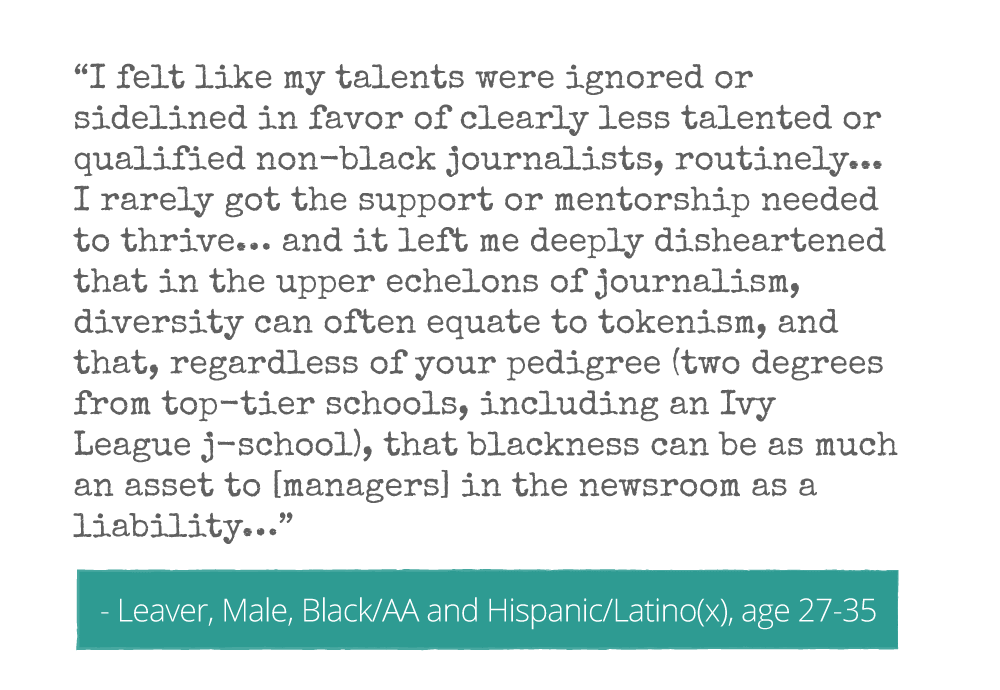 “I felt like my talents were ignored or
sidelined in favor of clearly less talented or
qualified non-black journalists, routinely...
I rarely got the support or mentorship needed
to thrive... and it left me deeply disheartened
that in the upper echelons of journalism,
diversity can often equate to tokenism, and
that, regardless of your pedigree (two degrees
from top-tier schools, including an Ivy
League j-school), that blackness can be as much
an asset to [managers] in the newsroom as a
liability...”
- Leaver, Male, Black/AA and Hispanic/Latino(x), age 27-35